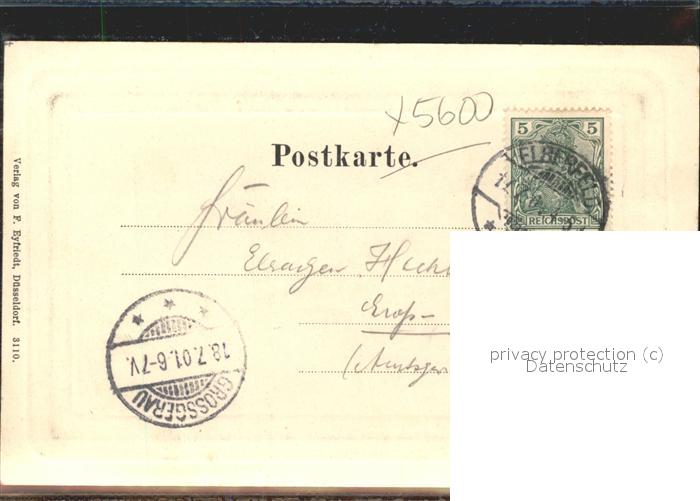 x5600
Postkarte.
5 5
REICHSPOST
ELBERFELD
Fräulein
Groß-
18.7.01.6-7V.
GROSSGERAU
Verlag von F. Eyfriedt, Düsseldorf. 3110.
privacy protection (c)
Datenschutz